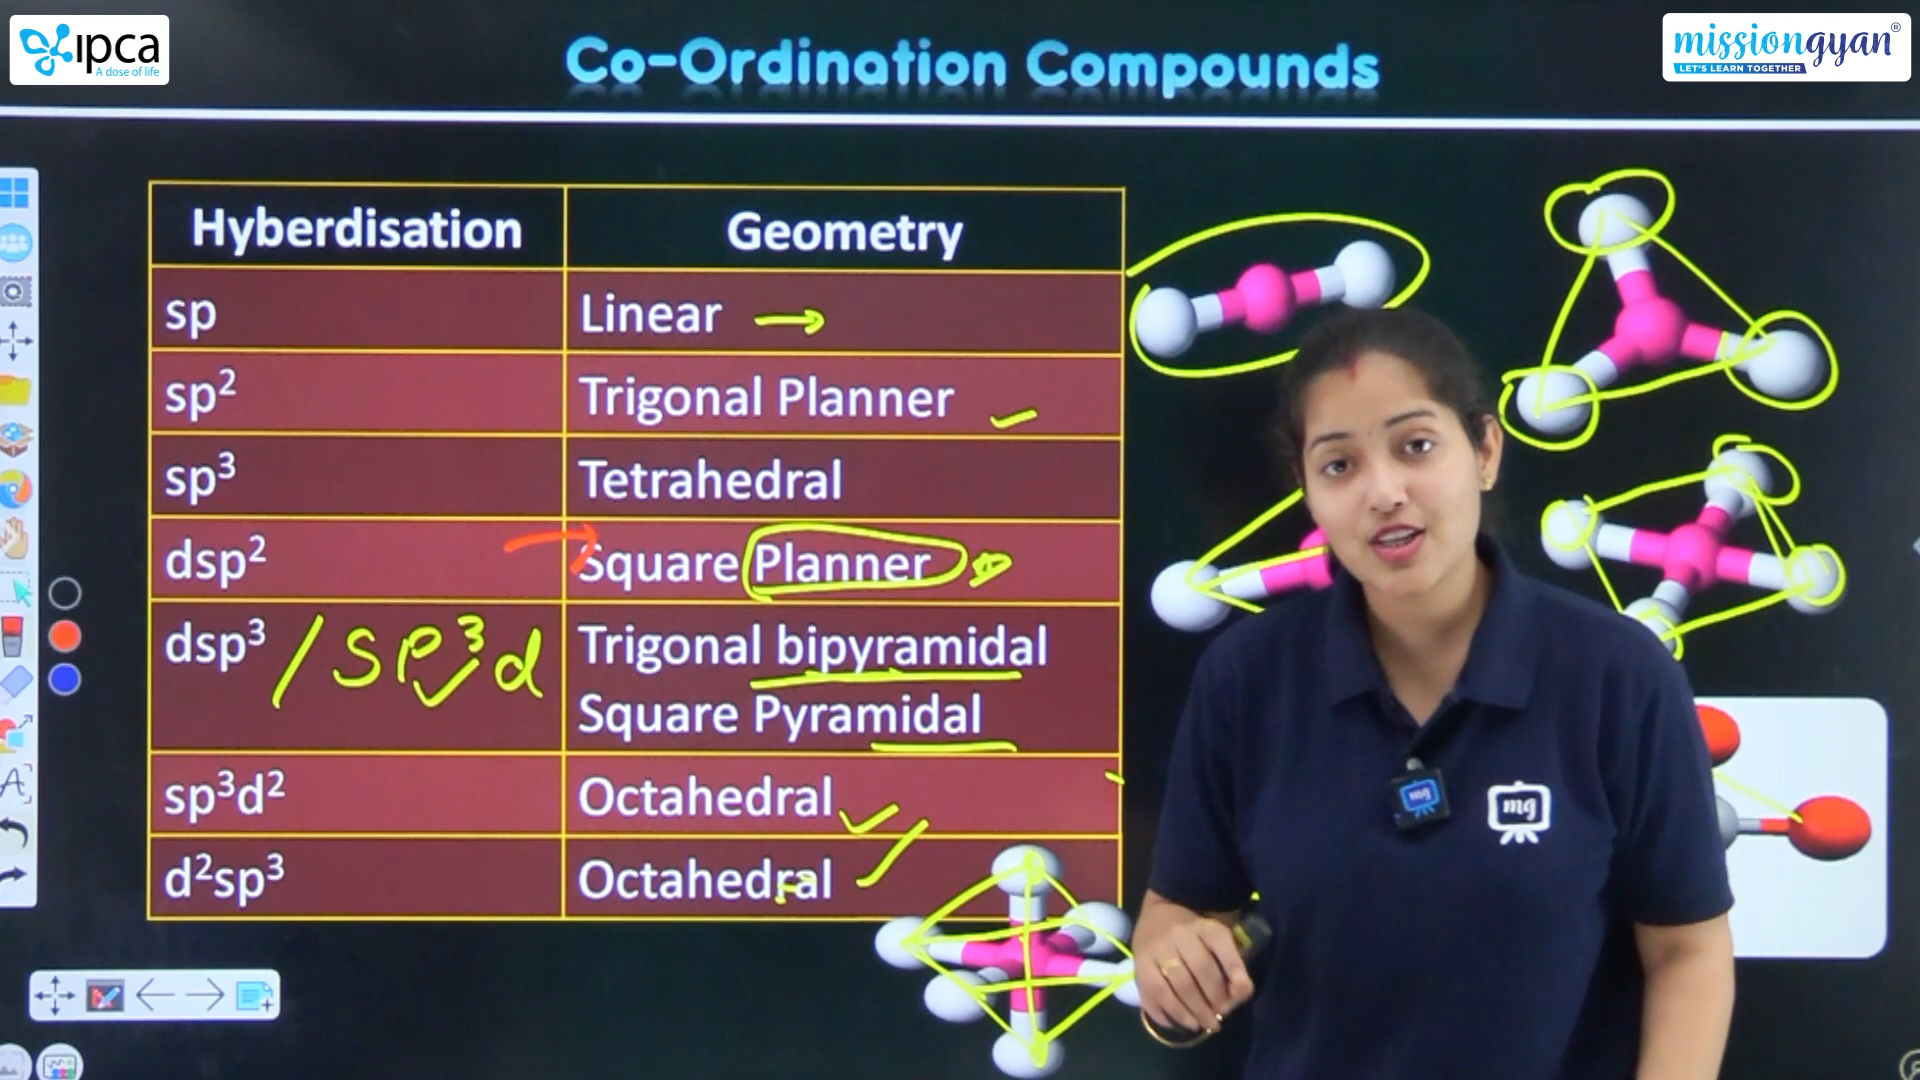 ipca
A dose of life
Co-Ordination Compounds
missiongyan®
LET'S LEARN TOGETHER
Hyberdisation Geometry
sp Linear →
sp² Trigonal Planner
sp³ Tetrahedral
dsp² Square Planner
dsp³ / SP³d Trigonal bipyramidal
Square Pyramidal
sp³d² Octahedral
d²sp³ Octahedral
mg
mg
A